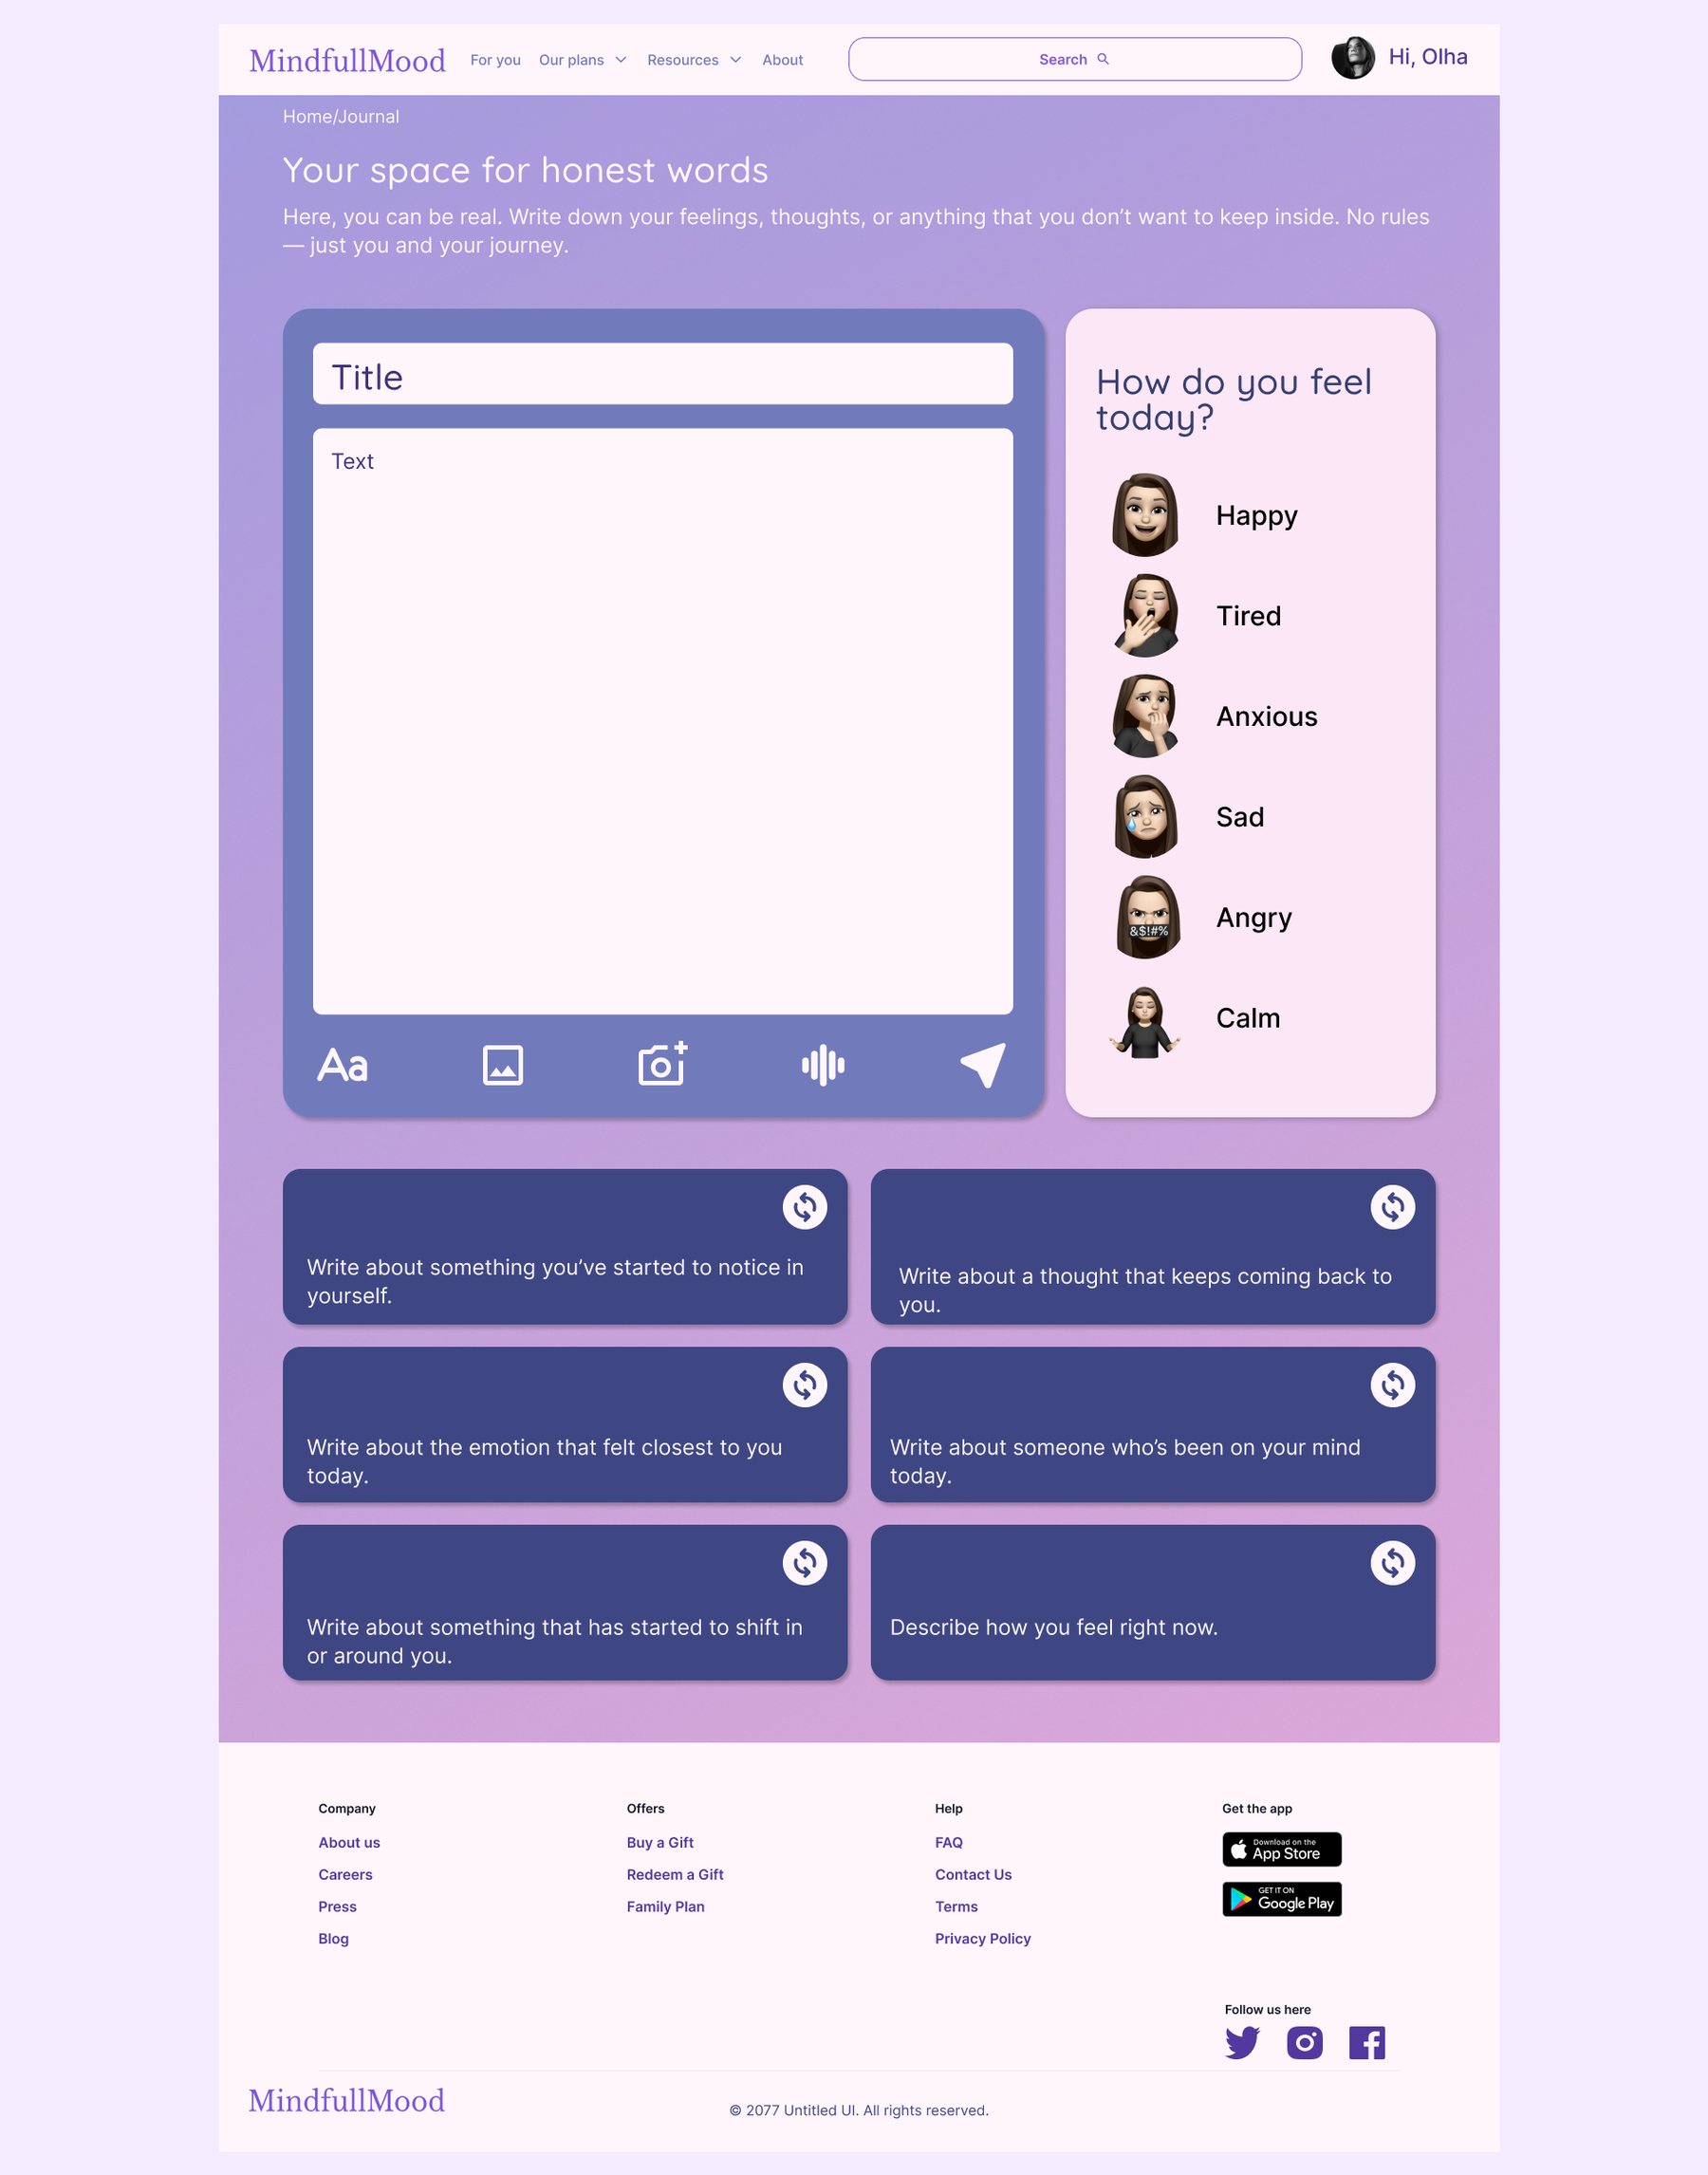 MindfullMood
For you
Our plans
Resources
About
Search
Hi, Olha
Home/Journal
Your space for honest words
Here, you can be real. Write down your feelings, thoughts, or anything that you don’t want to keep inside. No rules
— just you and your journey.
Title
Text
Aa
How do you feel
today?
Happy
Tired
Anxious
Sad
&$!#%
Angry
Calm
Write about something you’ve started to notice in
yourself.
Write about a thought that keeps coming back to
you.
Write about the emotion that felt closest to you
today.
Write about someone who’s been on your mind
today.
Write about something that has started to shift in
or around you.
Describe how you feel right now.
Company
About us
Careers
Press
Blog
Offers
Buy a Gift
Redeem a Gift
Family Plan
Help
FAQ
Contact Us
Terms
Privacy Policy
Get the app
Download on the
App Store
GET IT ON
Google Play
Follow us here
MindfullMood
© 2077 Untitled UI. All rights reserved.